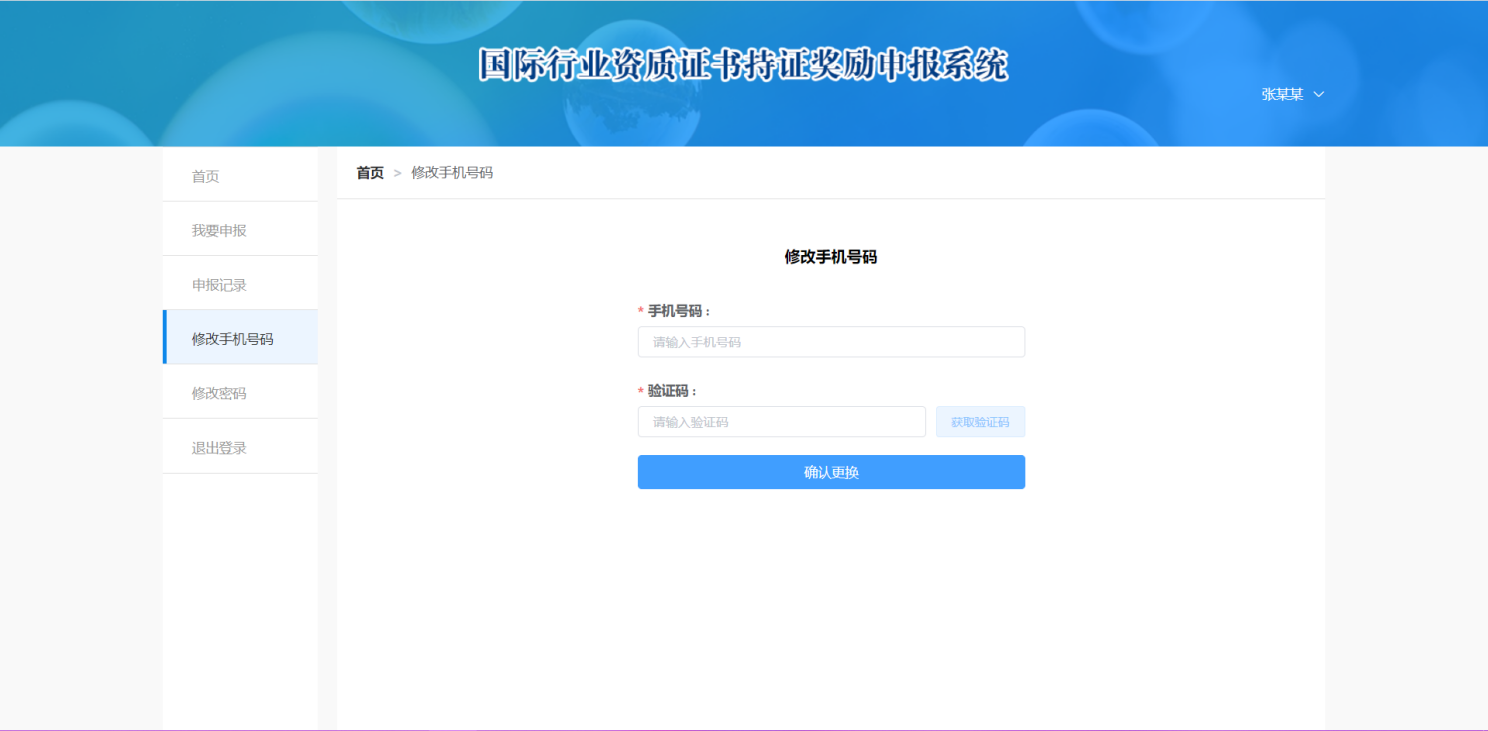 国际行业资质证书持证奖励申报系统
张某某
首页
我要申报
申报记录
修改手机号码
修改密码
退出登录
首页 > 修改手机号码
修改手机号码
* 手机号码：
请输入手机号码
* 验证码：
请输入验证码 获取验证码
确认更换